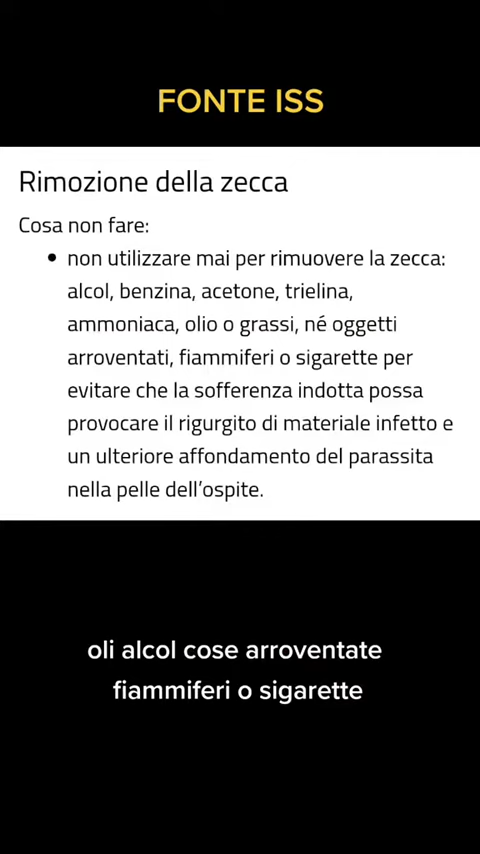 FONTE ISS
Rimozione della zecca
Cosa non fare:
• non utilizzare mai per rimuovere la zecca:
alcol, benzina, acetone, trielina,
ammoniaca, olio o grassi, né oggetti
arroventati, fiammiferi o sigarette per
evitare che la sofferenza indotta possa
provocare il rigurgito di materiale infetto e
un ulteriore affondamento del parassita
nella pelle dell’ospite.
oli alcol cose arroventate
fiammiferi o sigarette